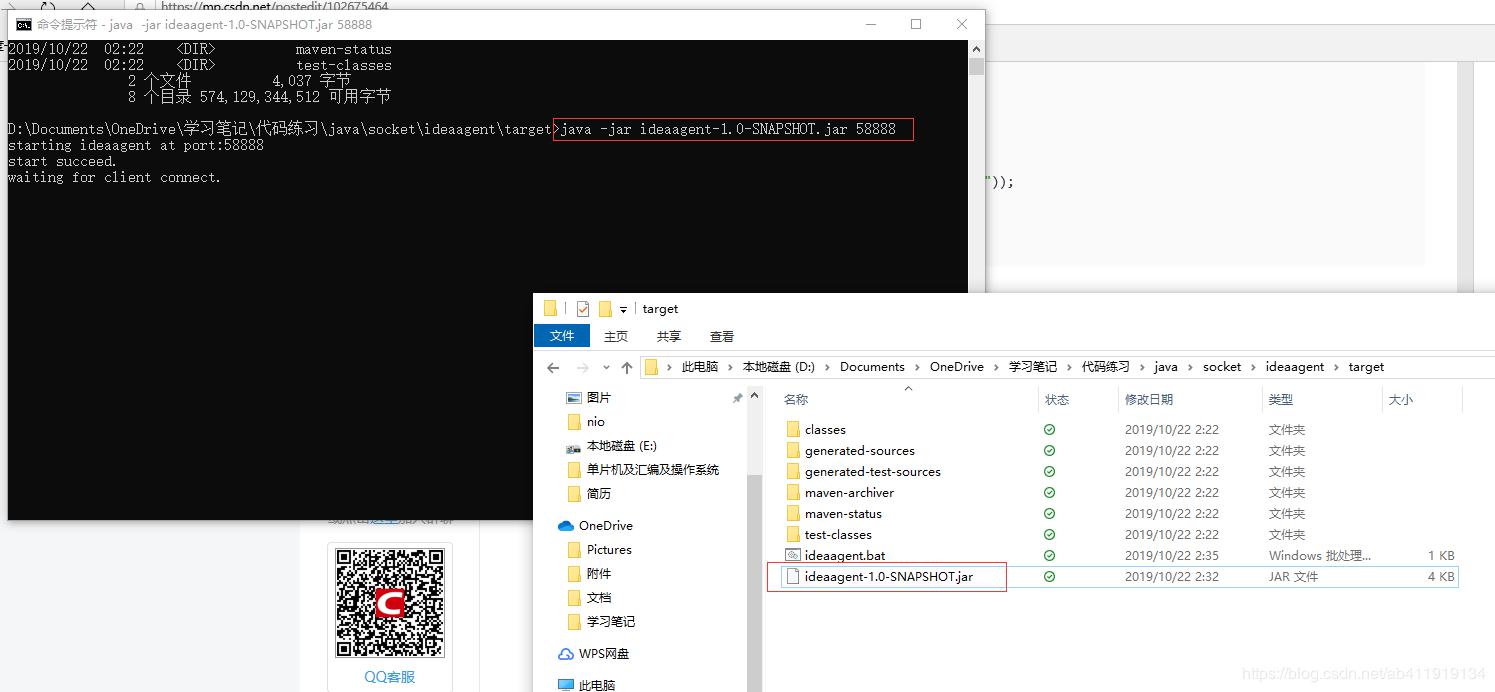 https://mp.csdn.net/postedit/102675464
命令提示符 - java -jar ideaagent-1.0-SNAPSHOT.jar 58888
2019/10/22 02:22 <DIR> maven-status
2019/10/22 02:22 <DIR> test-classes
2 个文件 4,037 字节
8 个目录 574,129,344,512 可用字节
D:\Documents\OneDrive\学习笔记\代码练习\java\socket\ideaagent\target>java -jar ideaagent-1.0-SNAPSHOT.jar 58888
starting ideaagent at port:58888
start succeed.
waiting for client connect.
"));
target
文件 主页 共享 查看
此电脑 > 本地磁盘 (D:) > Documents > OneDrive > 学习笔记 > 代码练习 > java > socket > ideaagent > target
图片
nio
本地磁盘 (E:)
单片机及汇编及操作系统
简历
OneDrive
Pictures
附件
文档
学习笔记
WPS网盘
此电脑
名称 状态 修改日期 类型 大小
classes 2019/10/22 2:22 文件夹
generated-sources 2019/10/22 2:22 文件夹
generated-test-sources 2019/10/22 2:22 文件夹
maven-archiver 2019/10/22 2:22 文件夹
maven-status 2019/10/22 2:22 文件夹
test-classes 2019/10/22 2:22 文件夹
ideaagent.bat 2019/10/22 2:35 Windows 批处理... 1 KB
ideaagent-1.0-SNAPSHOT.jar 2019/10/22 2:32 JAR 文件 4 KB
QQ客服
https://blog.csdn.net/ab411919134